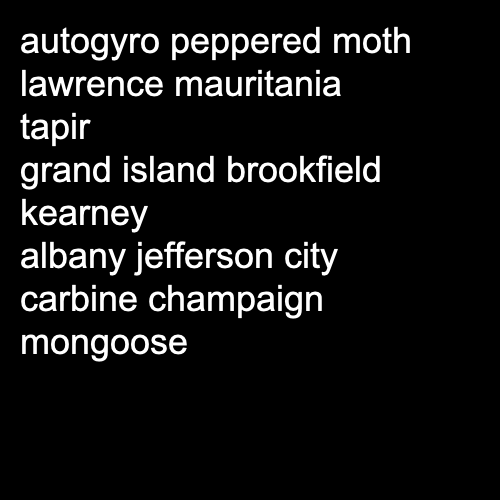 autogyro peppered moth
lawrence mauritania
tapir
grand island brookfield
kearney
albany jefferson city
carbine champaign
mongoose